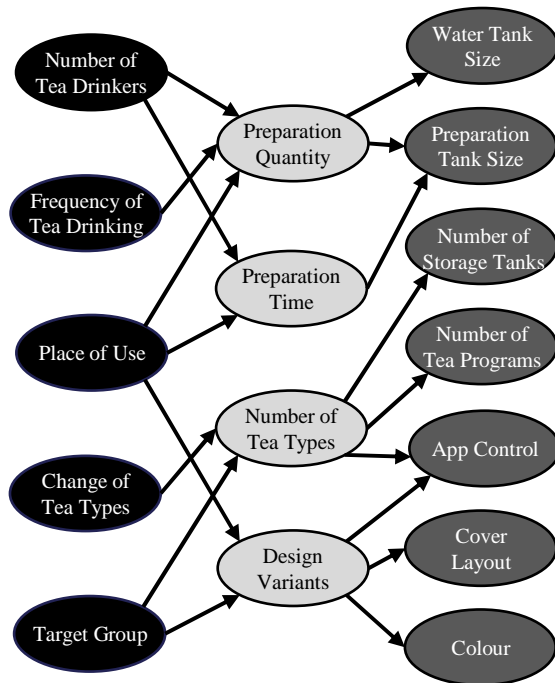 Number of
Tea Drinkers
Frequency of
Tea Drinking
Place of Use
Change of
Tea Types
Target Group
Preparation
Quantity
Preparation
Time
Number of
Tea Types
Design
Variants
Water Tank
Size
Preparation
Tank Size
Number of
Storage Tanks
Number of
Tea Programs
App Control
Cover
Layout
Colour